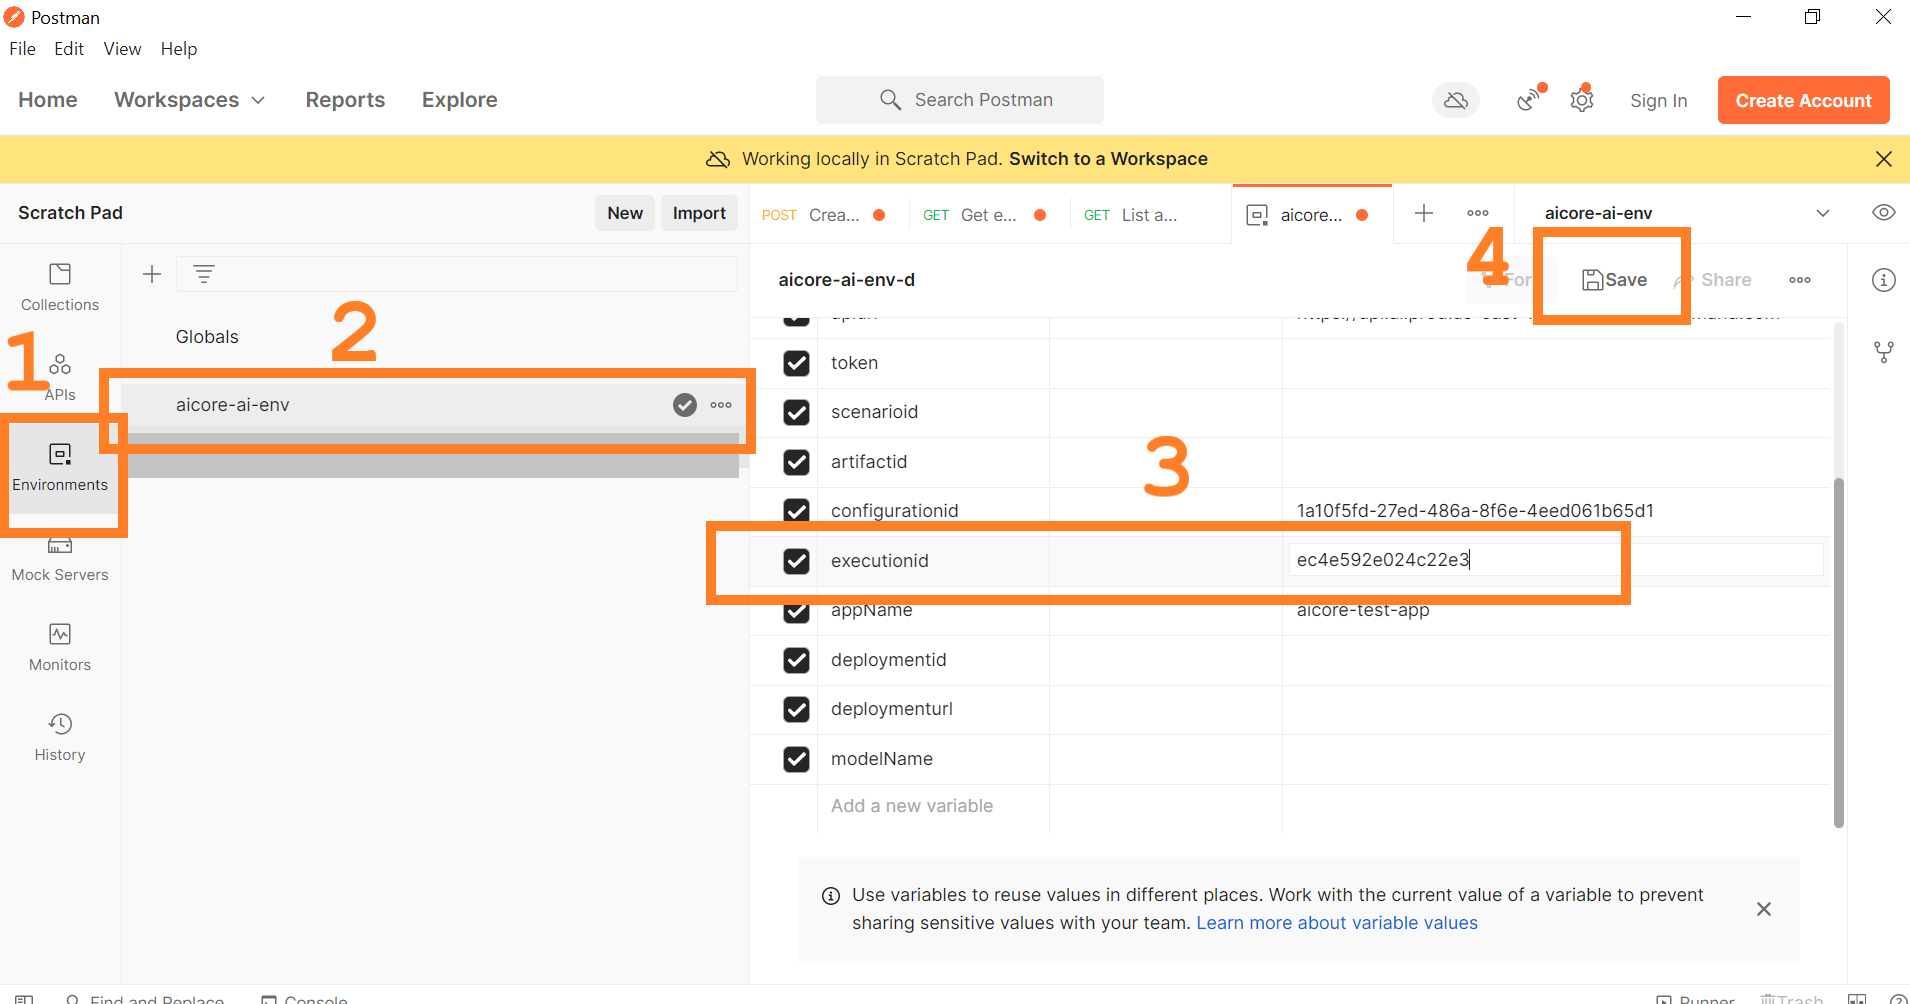 Postman
File Edit View Help
Home Workspaces Reports Explore Search Postman Sign In Create Account
Working locally in Scratch Pad. Switch to a Workspace
Scratch Pad New Import
POST Crea... GET Get e... GET List a... aicore... aicore-ai-env
Collections
Globals
1
2
3
4
APIs
aicore-ai-env
Environments
Mock Servers
Monitors
History
aicore-ai-env-d For Save Share
token
scenarioid
artifactid
configurationid 1a10f5fd-27ed-486a-8f6e-4eed061b65d1
executionid ec4e592e024c22e3
appName aicore-test-app
deploymentid
deploymenturl
modelName
Add a new variable
Use variables to reuse values in different places. Work with the current value of a variable to prevent
sharing sensitive values with your team. Learn more about variable values
Find and Replace Console Runner Trash